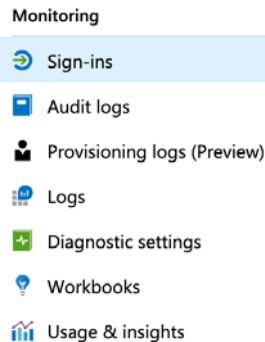 Monitoring
Sign-ins
Audit logs
Provisioning logs (Preview)
Logs
Diagnostic settings
Workbooks
Usage & insights